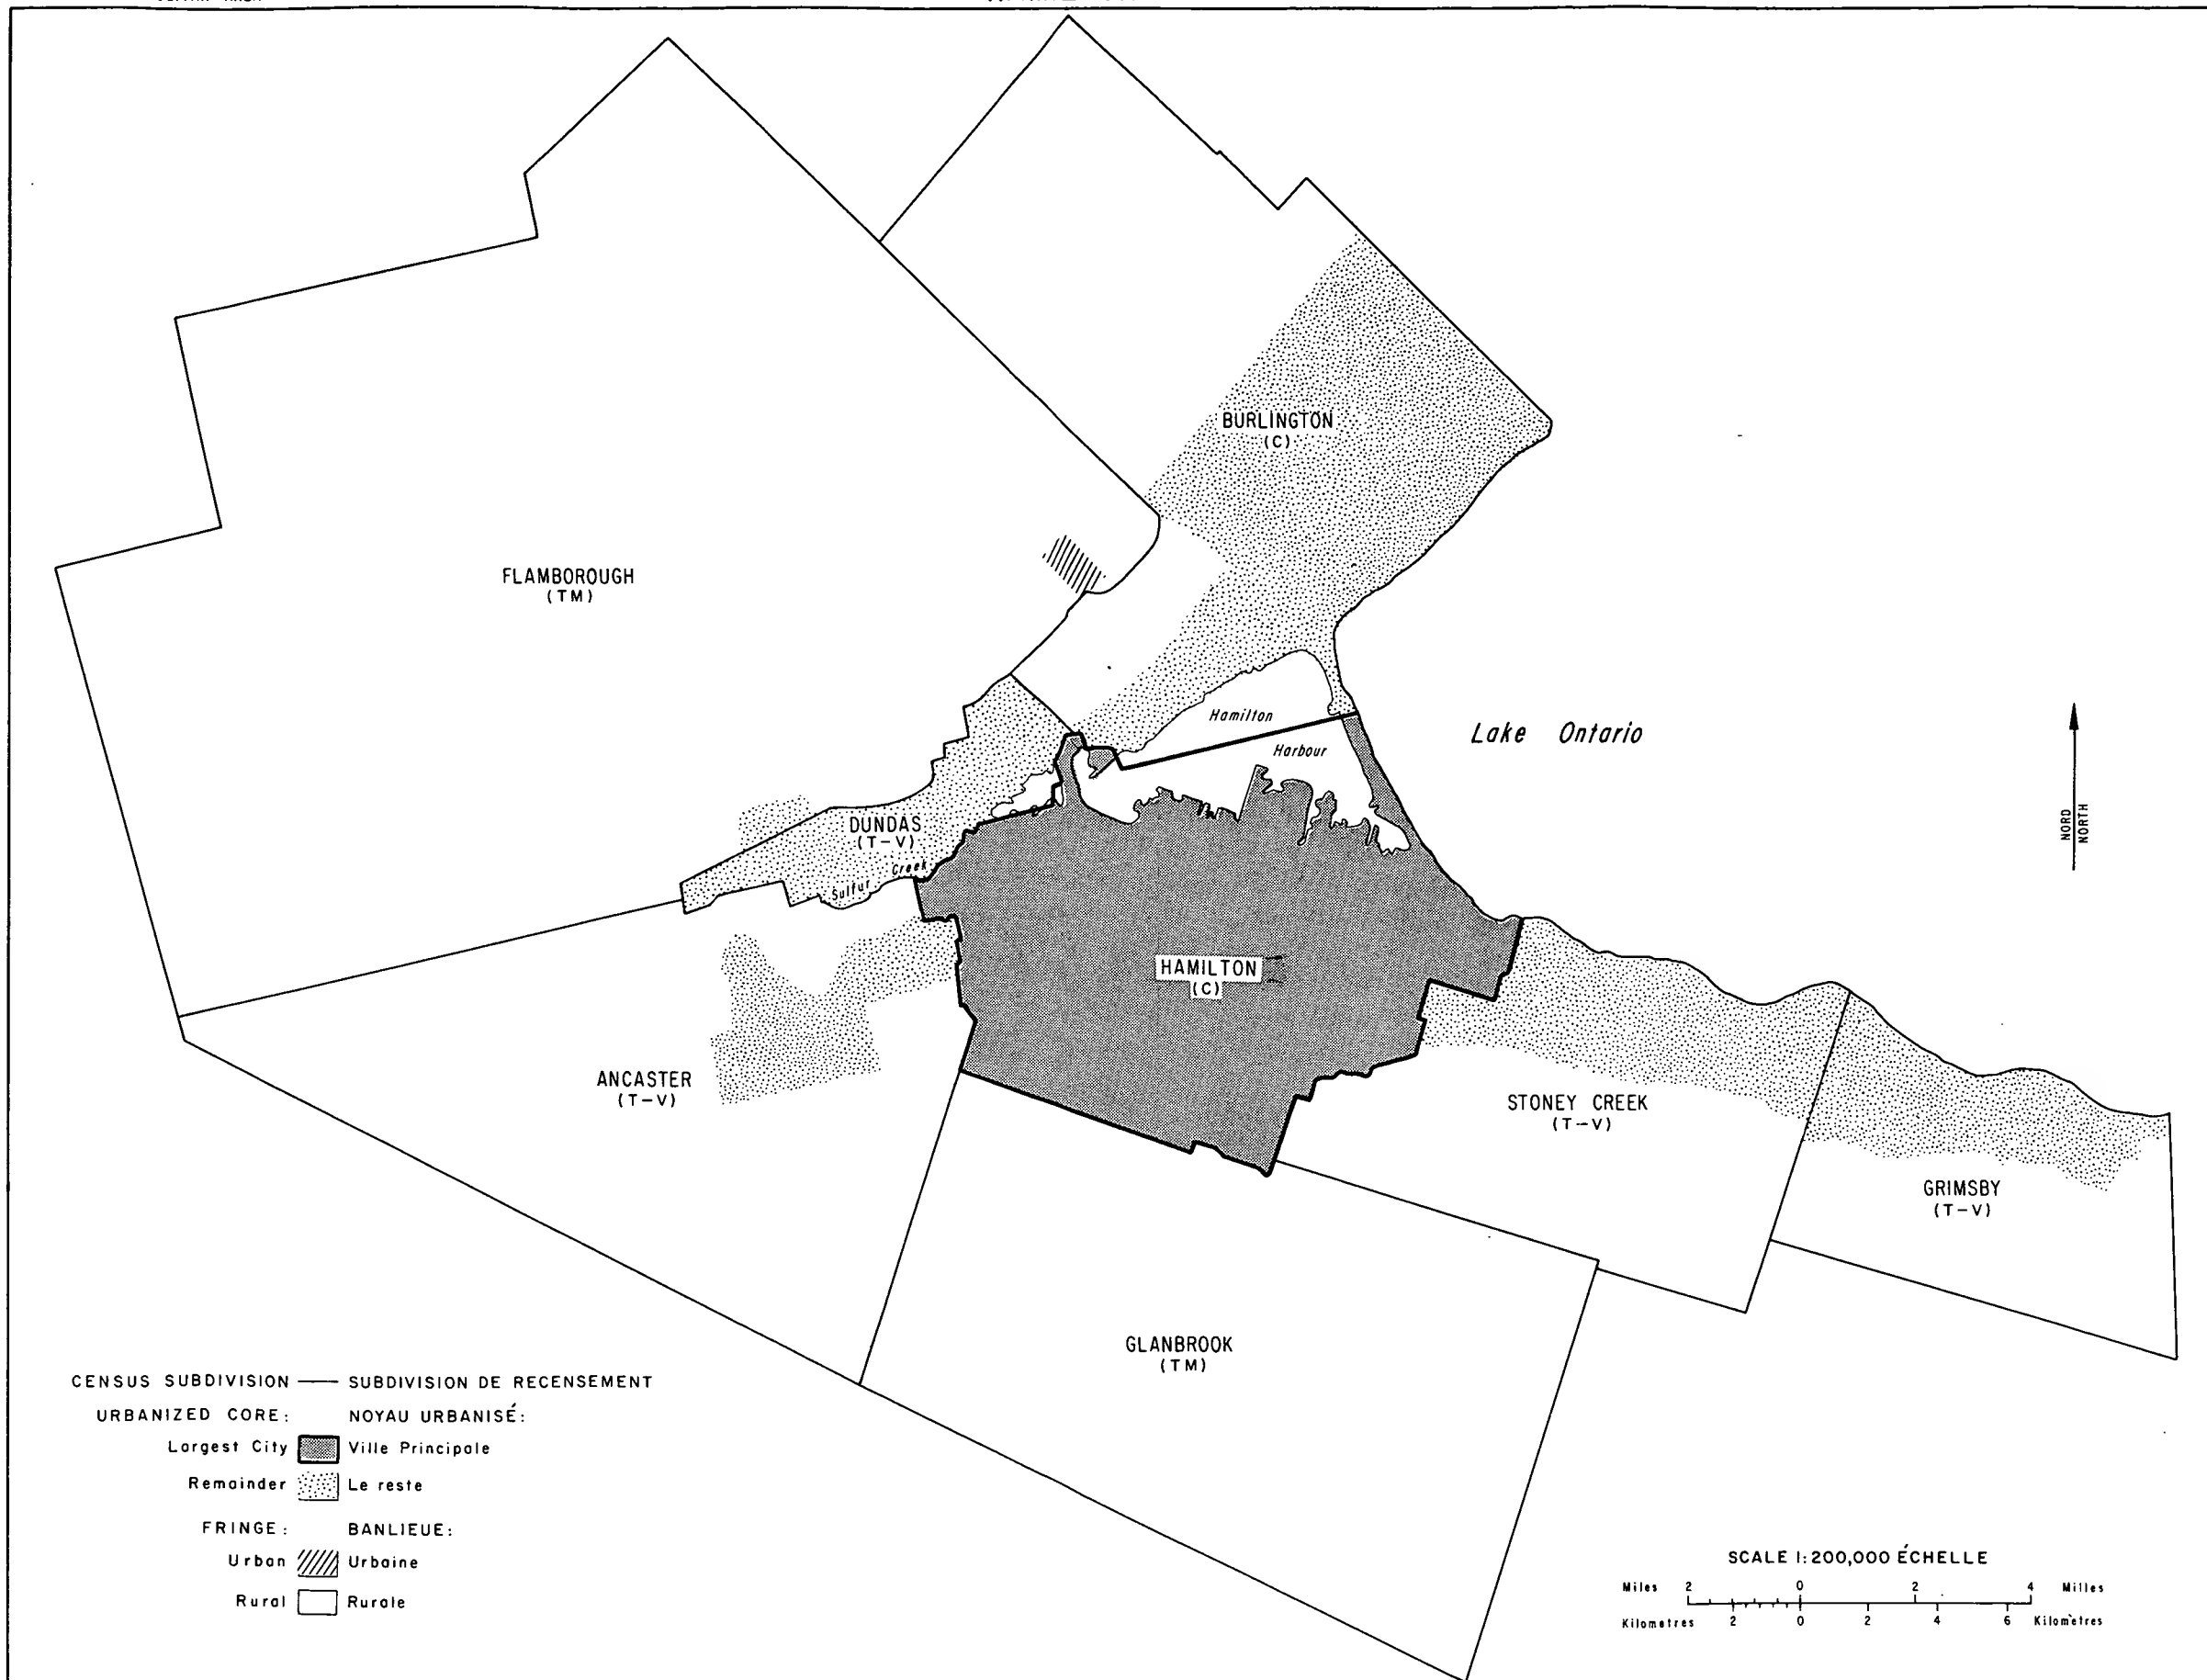 BURLINGTON
(C)
FLAMBOROUGH
(TM)
Hamilton
Harbour
Lake Ontario
NORD
NORTH
DUNDAS
(T-V)
Sulfur Creek
HAMILTON
(C)
ANCASTER
(T-V)
STONEY CREEK
(T-V)
GRIMSBY
(T-V)
GLANBROOK
(TM)
CENSUS SUBDIVISION SUBDIVISION DE RECENSEMENT
URBANIZED CORE: NOYAU URBANISÉ:
Largest City Ville Principale
Remainder Le reste
FRINGE: BANLIEUE:
Urban Urbaine
Rural Rurale
SCALE 1:200,000 ÉCHELLE
Miles 2 0 2 4 Milles
Kilometres 2 0 2 4 6 Kilomètres